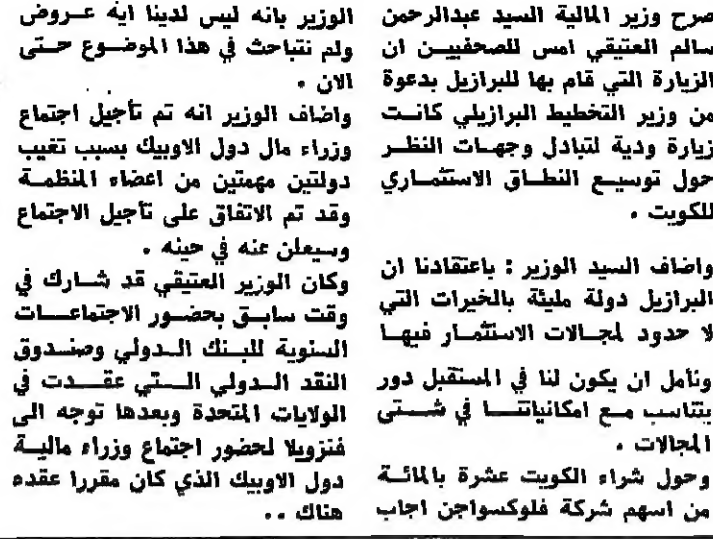 صرح وزير المالية السيد عبدالرحمن
سالم العتيقي امس للصحفيين ان
الزيارة التي قام بها للبرازيل بدعوة
من وزير التخطيط البرازيلي كانت
زيارة ودية لتبادل وجهات النظر
حول توسيع النطاق الاستثماري
للكويت .
واضاف السيد الوزير : باعتقادنا ان
البرازيل دولة مليئة بالخيرات التي
لا حدود لمجالات الاستثمار فيها
ونأمل ان يكون لنا في المستقبل دور
يتناسب مع امكانياتنا في شتى
المجالات .
وحول شراء الكويت عشرة بالمائة
من اسهم شركة فلوكسواجن اجاب
الوزير بانه ليس لدينا اية عروض
ولم نتباحث في هذا الموضوع حتى
الان .
واضاف الوزير انه تم تأجيل اجتماع
وزراء مال دول الاوبيك بسبب تغيب
دولتين مهمتين من اعضاء المنظمة
وقد تم الاتفاق على تأجيل الاجتماع
وسيعلن عنه في حينه .
وكان الوزير العتيقي قد شارك في
وقت سابق بحضور الاجتماعات
السنوية للبنك الدولي وصندوق
النقد الدولي التي عقدت في
الولايات المتحدة وبعدها توجه الى
فنزويلا لحضور اجتماع وزراء مالية
دول الاوبيك الذي كان مقررا عقده
هناك ..